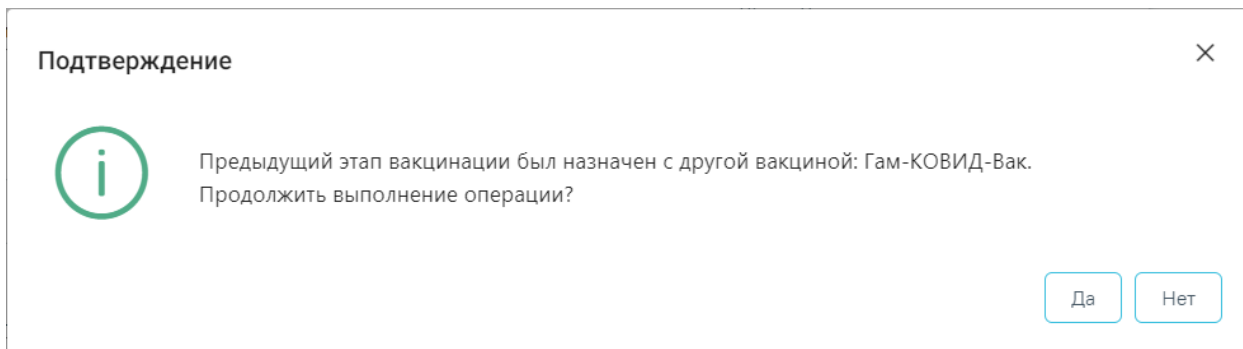 Подтверждение
Предыдущий этап вакцинации был назначен с другой вакциной: Гам-КОВИД-Вак.
Продолжить выполнение операции?
Да Нет